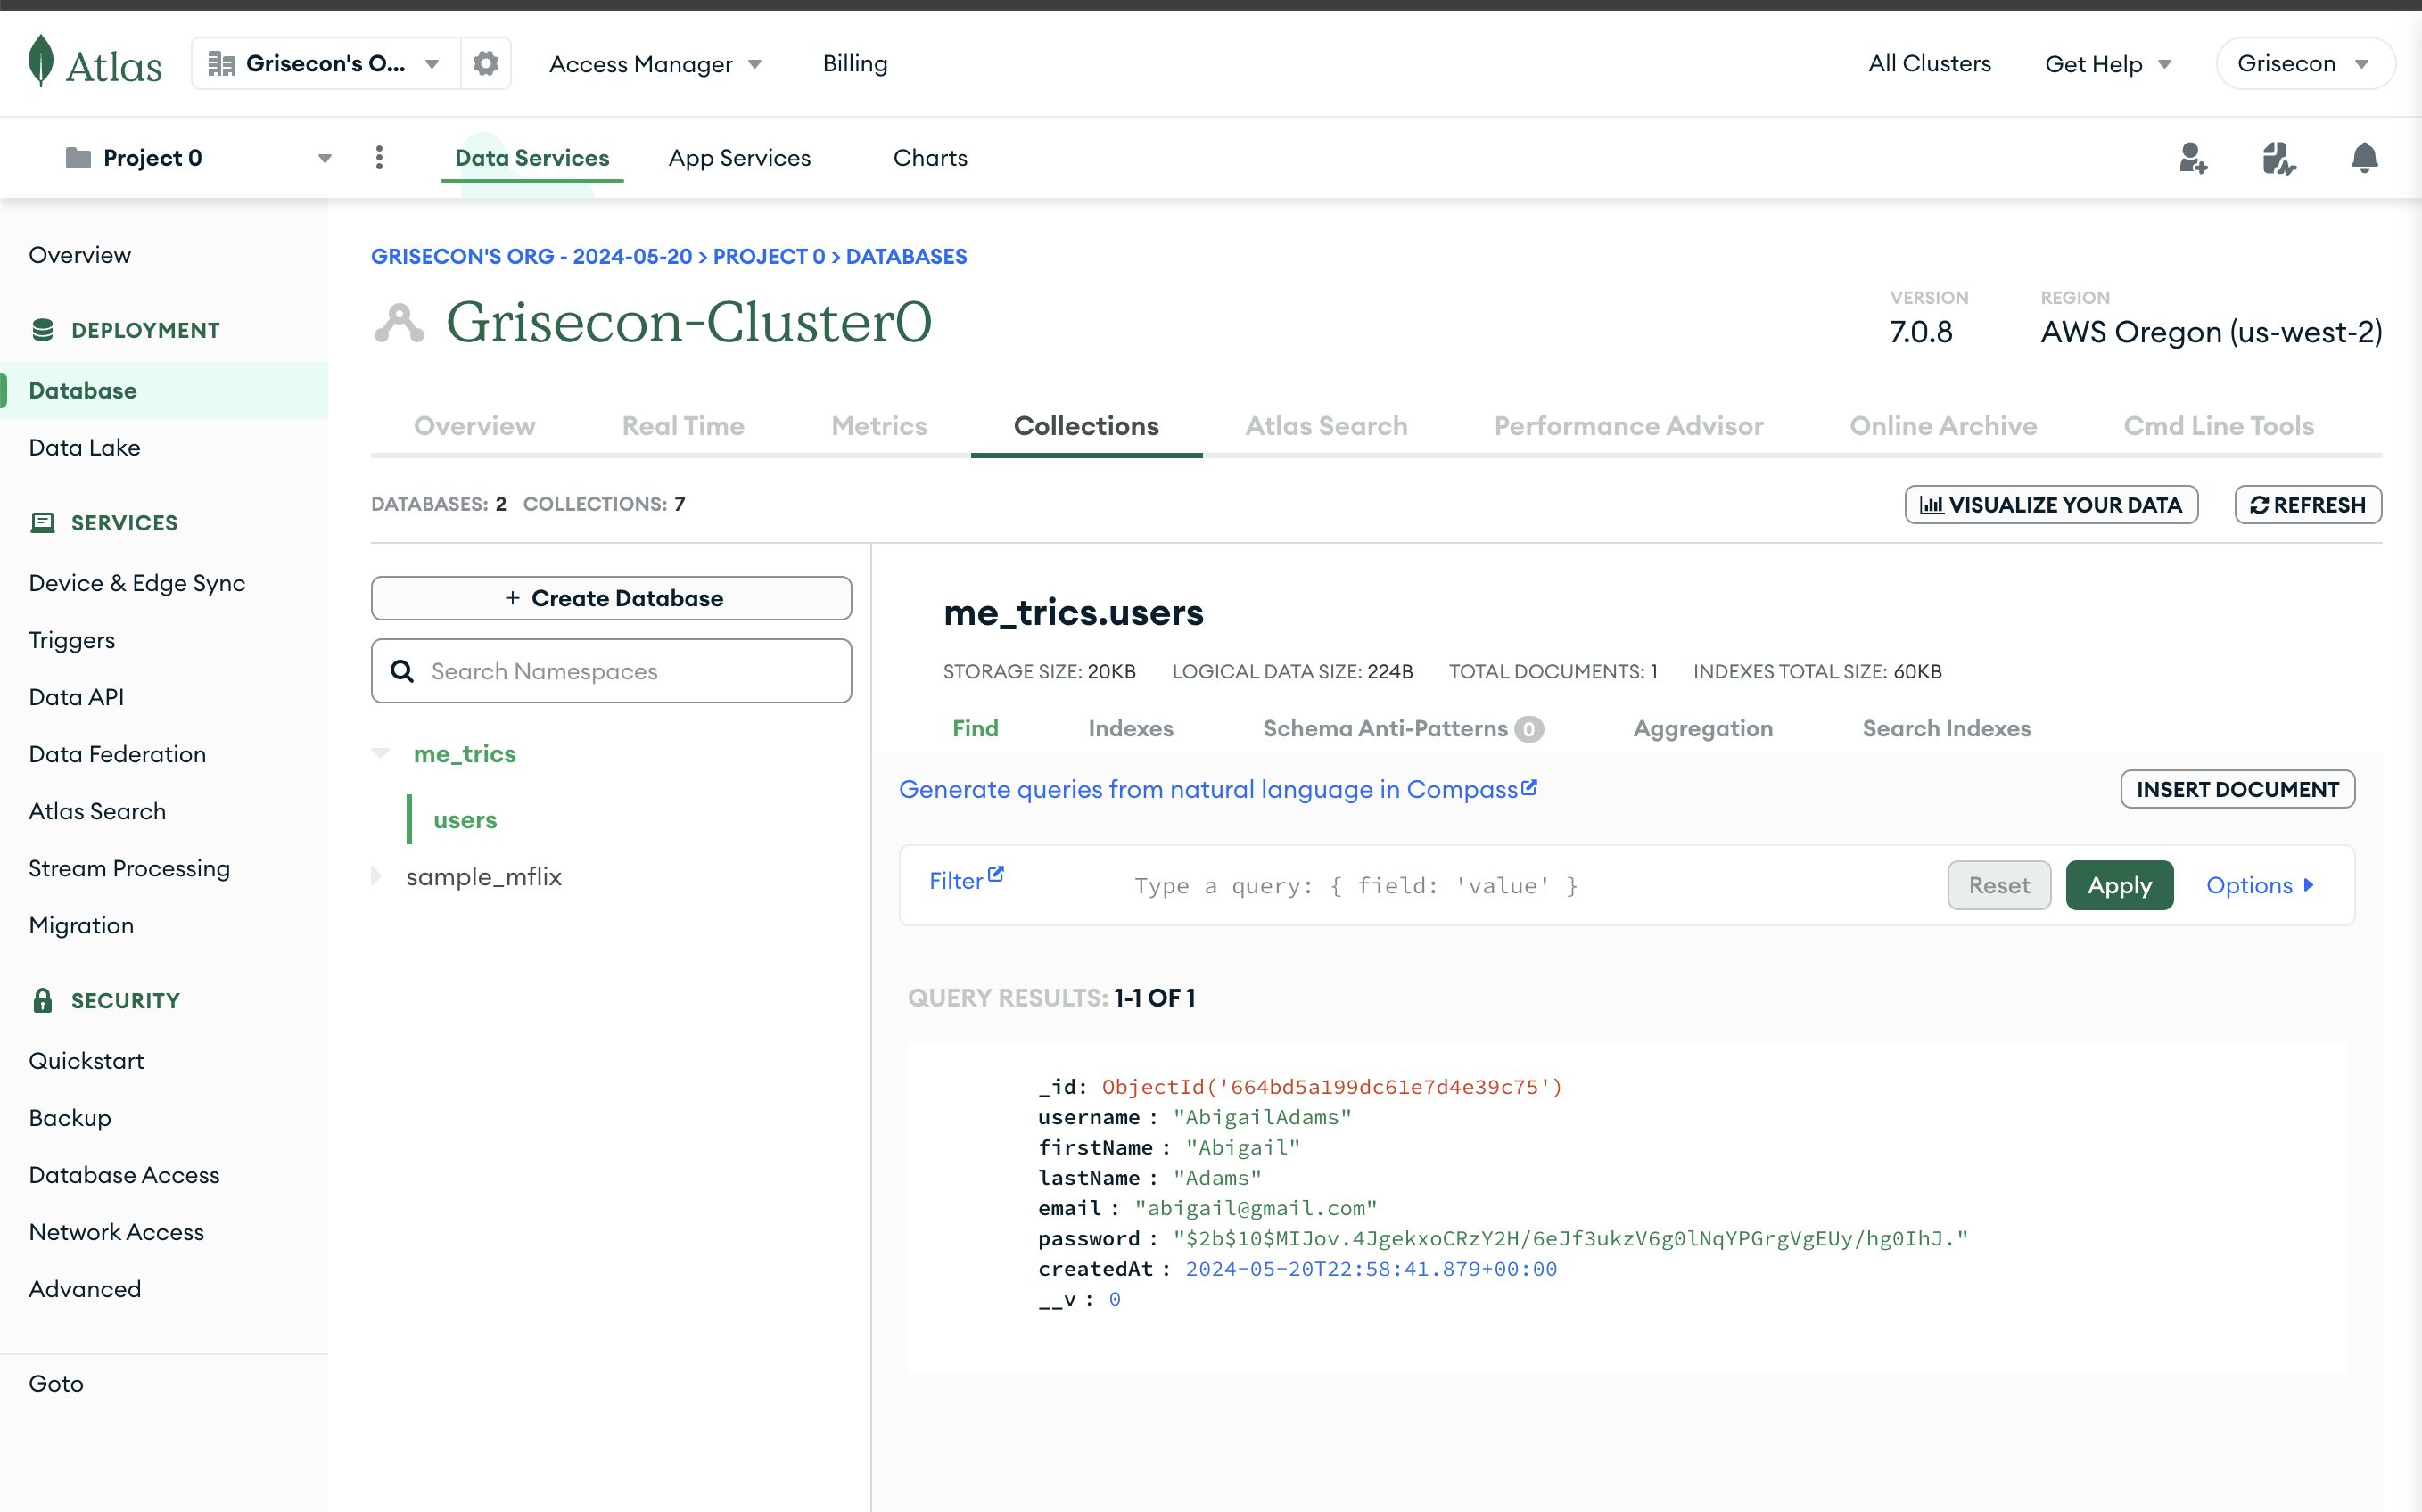 Atlas
Grisecon's O...
Access Manager
Billing
All Clusters
Get Help
Grisecon
Project 0
Data Services
App Services
Charts
Overview
DEPLOYMENT
Database
Data Lake
SERVICES
Device & Edge Sync
Triggers
Data API
Data Federation
Atlas Search
Stream Processing
Migration
SECURITY
Quickstart
Backup
Database Access
Network Access
Advanced
Goto
GRISECON'S ORG - 2024-05-20 > PROJECT 0 > DATABASES
Grisecon-Cluster0
VERSION
7.0.8
REGION
AWS Oregon (us-west-2)
Overview
Real Time
Metrics
Collections
Atlas Search
Performance Advisor
Online Archive
Cmd Line Tools
DATABASES: 2 COLLECTIONS: 7
VISUALIZE YOUR DATA
REFRESH
+ Create Database
Search Namespaces
me_trics
users
sample_mflix
me_trics.users
STORAGE SIZE: 20KB LOGICAL DATA SIZE: 224B TOTAL DOCUMENTS: 1 INDEXES TOTAL SIZE: 60KB
Find
Indexes
Schema Anti-Patterns 0
Aggregation
Search Indexes
Generate queries from natural language in Compass
INSERT DOCUMENT
Filter
Type a query: { field: 'value' }
Reset
Apply
Options
QUERY RESULTS: 1-1 OF 1
_id: ObjectId('664bd5a199dc61e7d4e39c75')
username : "AbigailAdams"
firstName : "Abigail"
lastName : "Adams"
email : "abigail@gmail.com"
password : "$2b$10$MIJov.4JgekxoCRzY2H/6eJf3ukzV6g0lNqYPGrgVgEUy/hg0IhJ."
createdAt : 2024-05-20T22:58:41.879+00:00
__v : 0